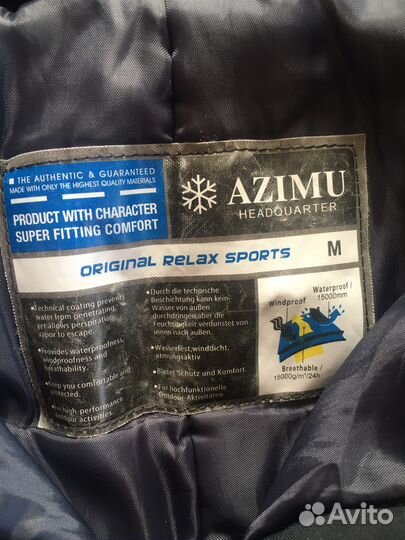 THE AUTHENTIC & GUARANTEED
MADE WITH ONLY THE HIGHEST QUALITY MATERIALS
PRODUCT WITH CHARACTER
SUPER FITTING COMFORT
AZIMU
HEADQUARTER
ORIGINAL RELAX SPORTS
M
•Technical coating prevents
water from penetrating,
yet allows perspiration
vapor to escape.
•Provides waterproofness,
windproofness and
breathability.
•Keep you comfortable and
protected.
•For high-performance
outdoor activities
•Durch die technische
Beschichtung kann kein
Wasser von außen
durchdringenaber die
Feuchtigkeit verdunstet von
innen nach außen.
•Wasserfest,winddicht,
atmungsaktiv
•Bietet Schutz und Komfort
•Fur hochfunktionelle
Outdoor-Aktivitäten
Waterproof /
15000mm
Windproof
Breathable /
15000g/m²/24h
Avito